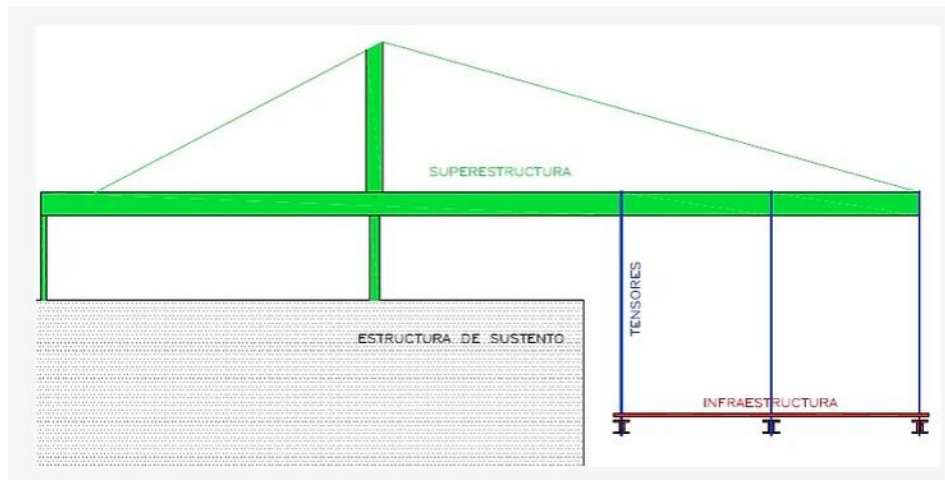 SUPERESTRUCTURA
TENSORES
ESTRUCTURA DE SUSTENTO
INFRAESTRUCTURA